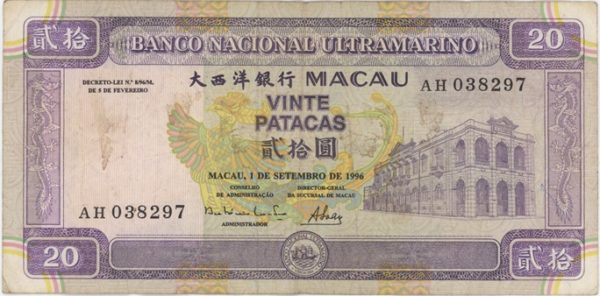 貳拾 BANCO NACIONAL ULTRAMARINO 20
大西洋銀行 MACAU
DECRETO-LEI N.º 8/96/M.
DE 5 DE FEVEREIRO
AH 038297
VINTE
PATACAS
貳拾圓
MACAU, 1 DE SETEMBRO DE 1996
CONSELHO
DE ADMINISTRAÇÃO
DIRECTOR-GERAL
DA SUCURSAL DE MACAU
AH 038297
ADMINISTRADOR
20 貳拾